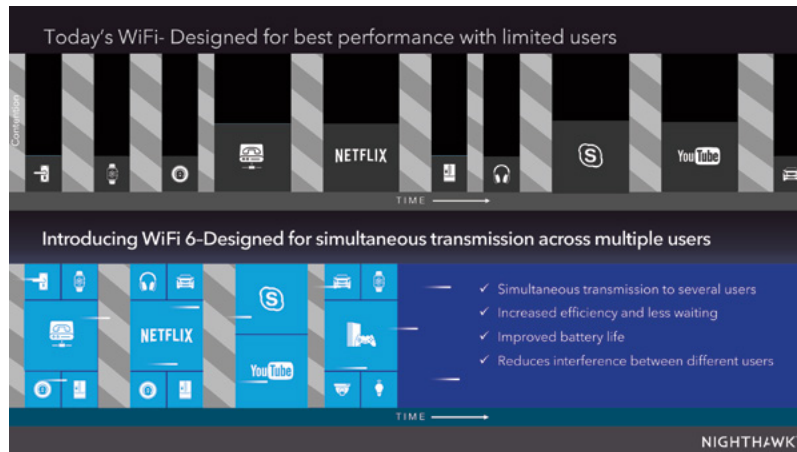 Today's WiFi- Designed for best performance with limited users
Contention
NETFLIX
S
YouTube
TIME
Introducing WiFi 6-Designed for simultaneous transmission across multiple users
S
NETFLIX
YouTube
✓ Simultaneous transmission to several users
✓ Increased efficiency and less waiting
✓ Improved battery life
✓ Reduces interference between different users
TIME
NIGHTHAWK